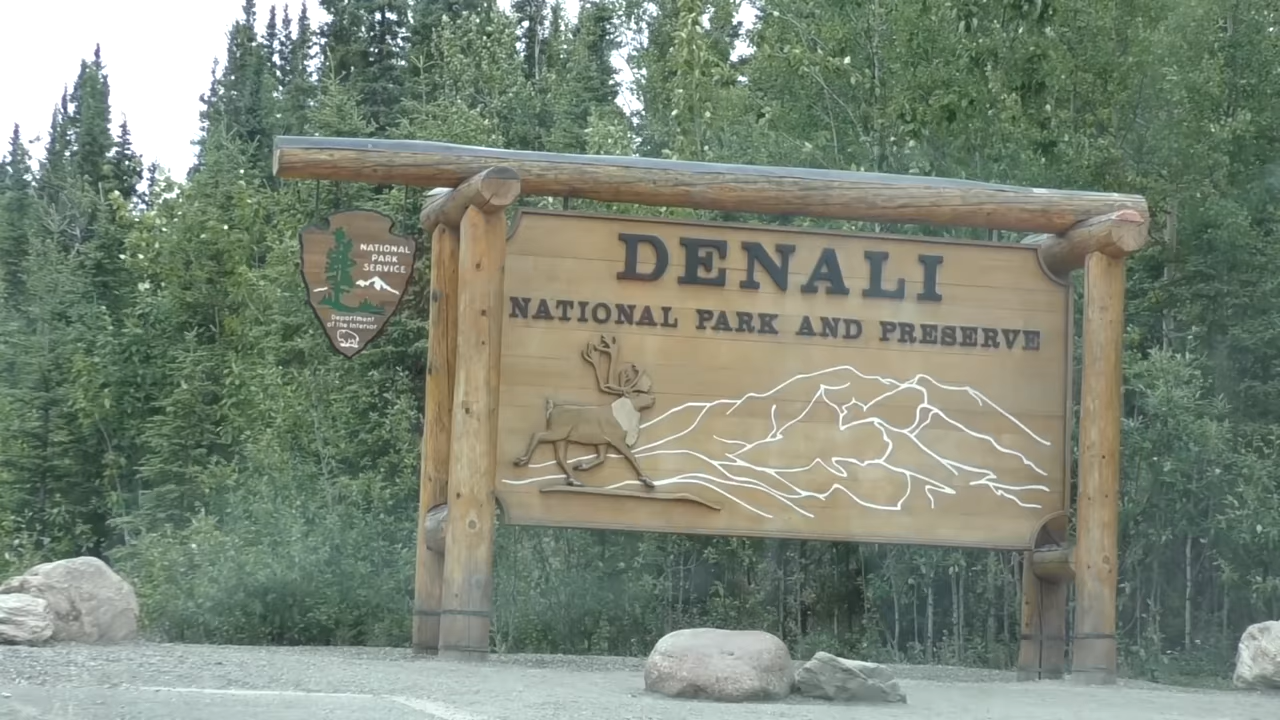 NATIONAL
PARK
SERVICE
Department
of the Interior
DENALI
NATIONAL PARK AND PRESERVE